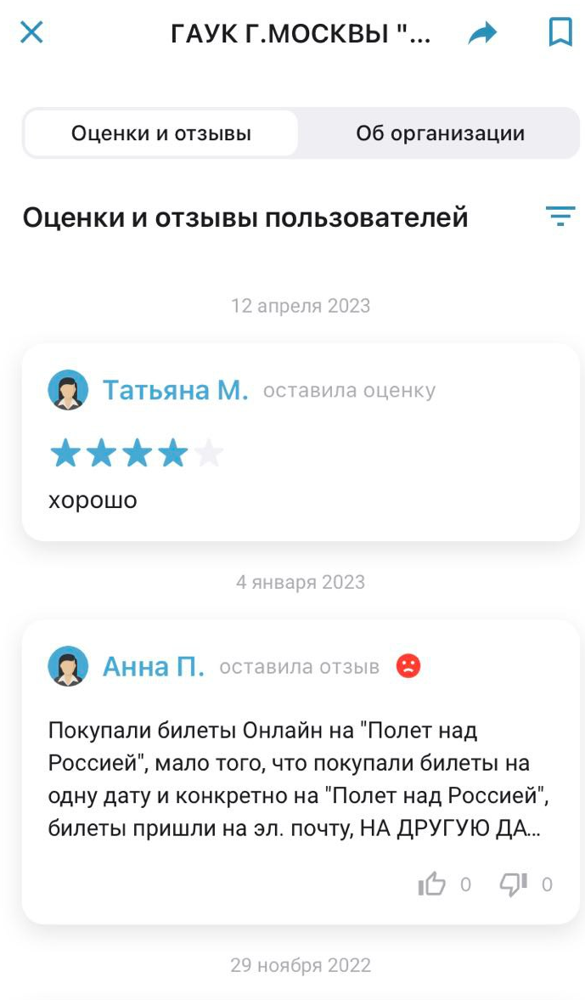 ГАУК Г.МОСКВЫ "...
Оценки и отзывы
Об организации
Оценки и отзывы пользователей
12 апреля 2023
Татьяна М. оставила оценку
хорошо
4 января 2023
Анна П. оставила отзыв
Покупали билеты Онлайн на "Полет над
Россией", мало того, что покупали билеты на
одну дату и конкретно на "Полет над Россией",
билеты пришли на эл. почту, НА ДРУГУЮ ДА...
0 0
29 ноября 2022